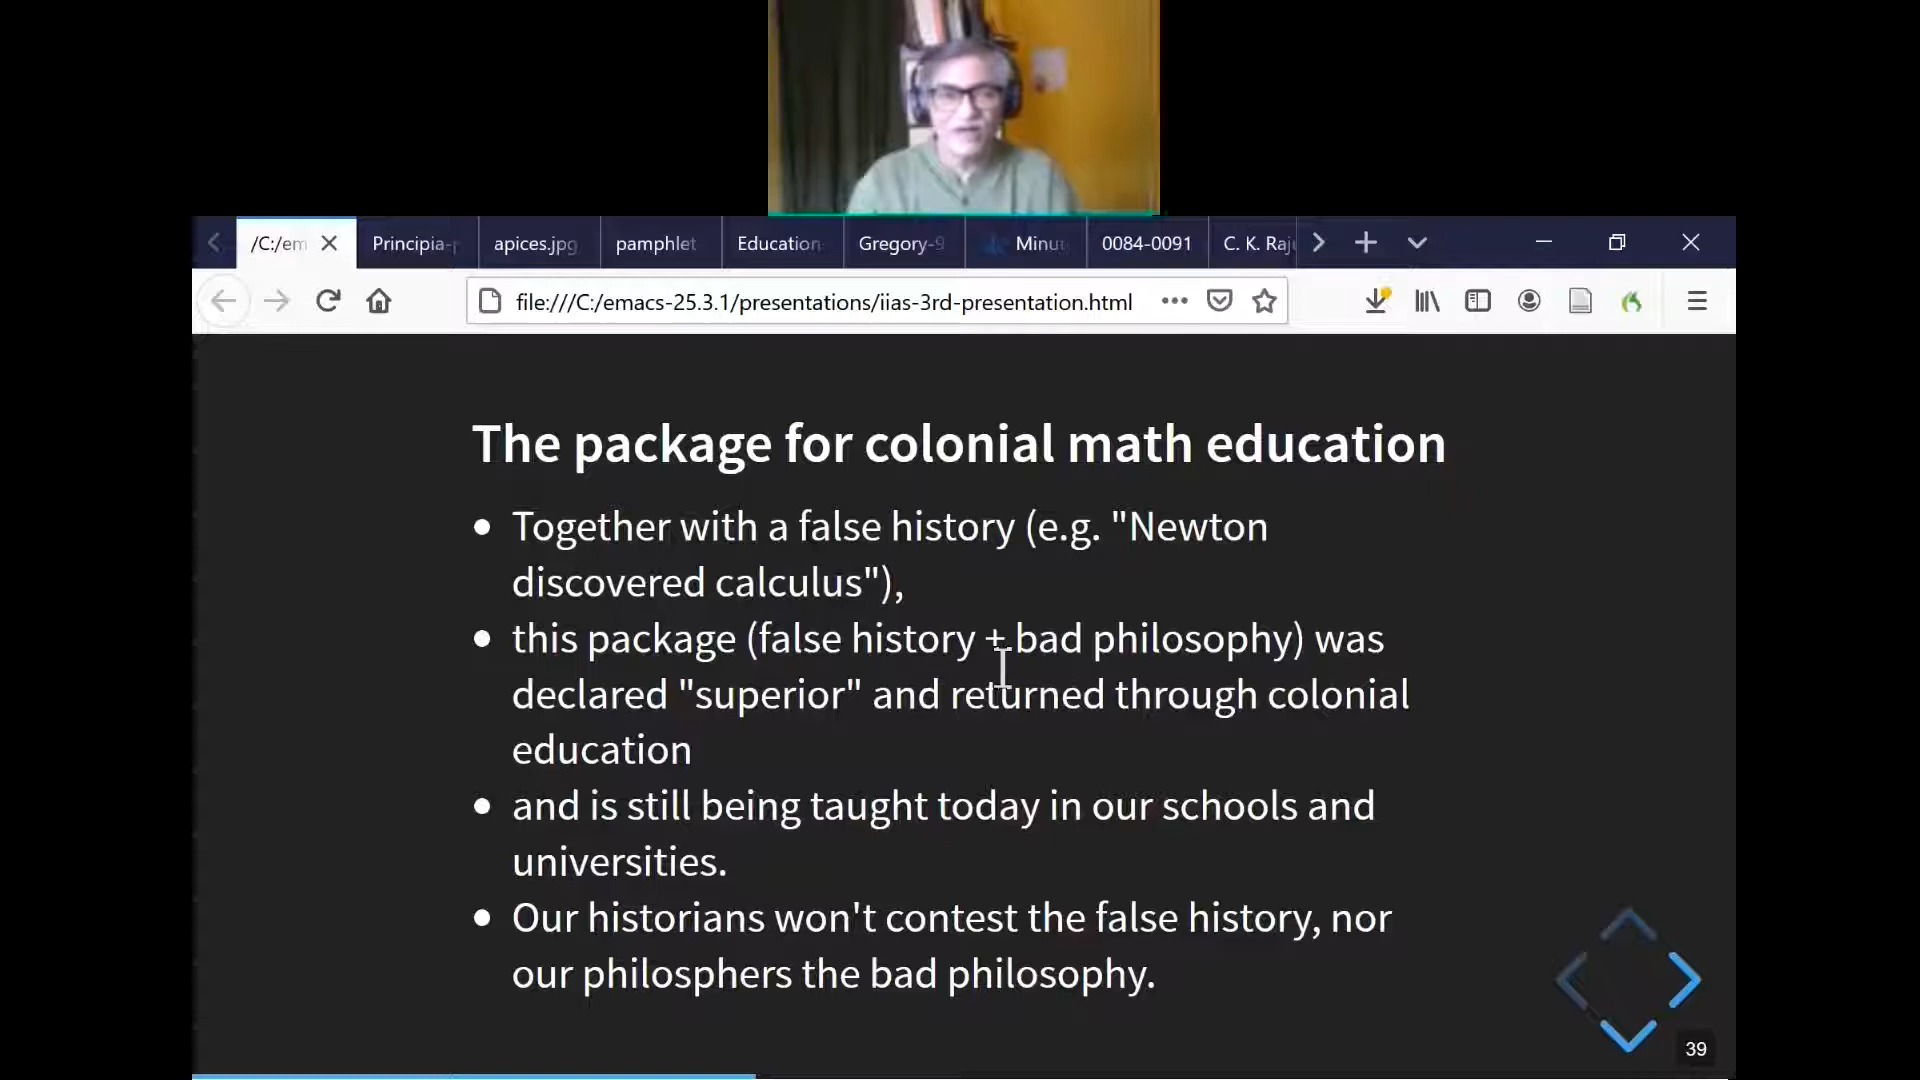 /C:/em
Principia-
apices.jpg
pamphlet
Education
Gregory-9
Minu
0084-0091
C. K. Raju
file:///C:/emacs-25.3.1/presentations/iias-3rd-presentation.html
The package for colonial math education
Together with a false history (e.g. "Newton
discovered calculus"),
this package (false history + bad philosophy) was
declared "superior" and returned through colonial
education
and is still being taught today in our schools and
universities.
Our historians won't contest the false history, nor
our philosphers the bad philosophy.
39